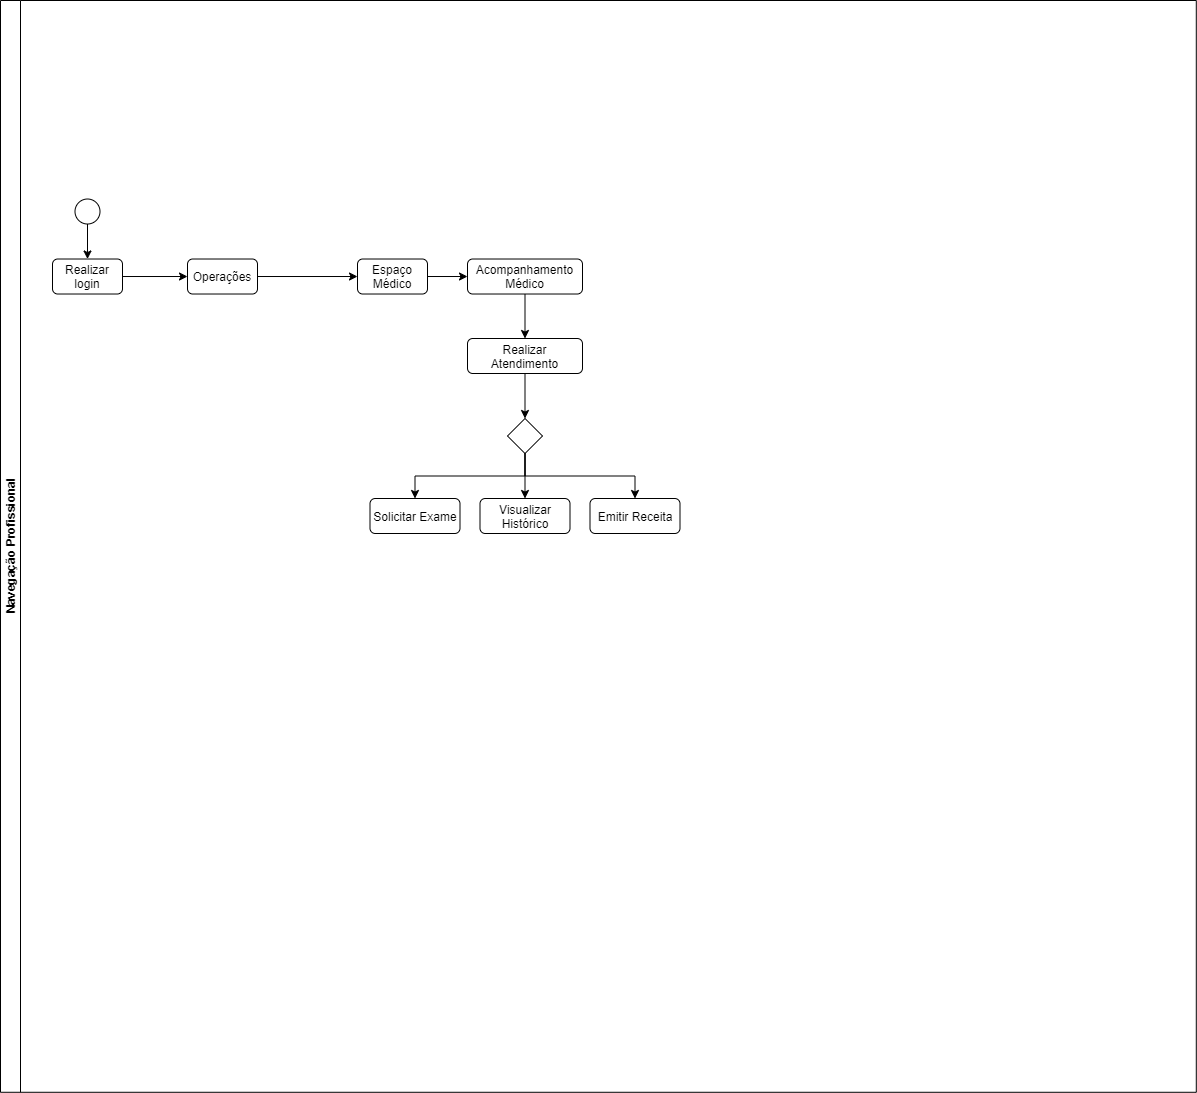 Navegação Profissional
Realizar
login
Operações
Espaço
Médico
Acompanhamento
Médico
Realizar
Atendimento
Solicitar Exame
Visualizar
Histórico
Emitir Receita